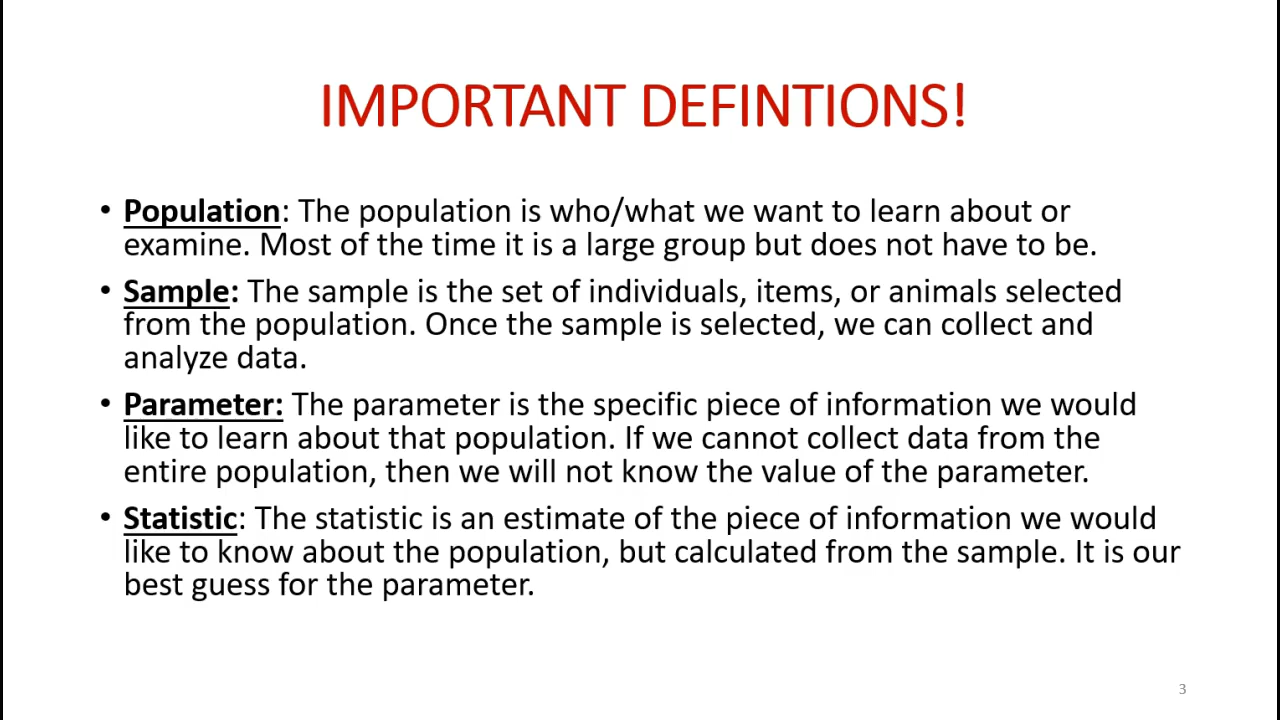 IMPORTANT DEFINTIONS!
• Population: The population is who/what we want to learn about or
examine. Most of the time it is a large group but does not have to be.
• Sample: The sample is the set of individuals, items, or animals selected
from the population. Once the sample is selected, we can collect and
analyze data.
• Parameter: The parameter is the specific piece of information we would
like to learn about that population. If we cannot collect data from the
entire population, then we will not know the value of the parameter.
• Statistic: The statistic is an estimate of the piece of information we would
like to know about the population, but calculated from the sample. It is our
best guess for the parameter.
3